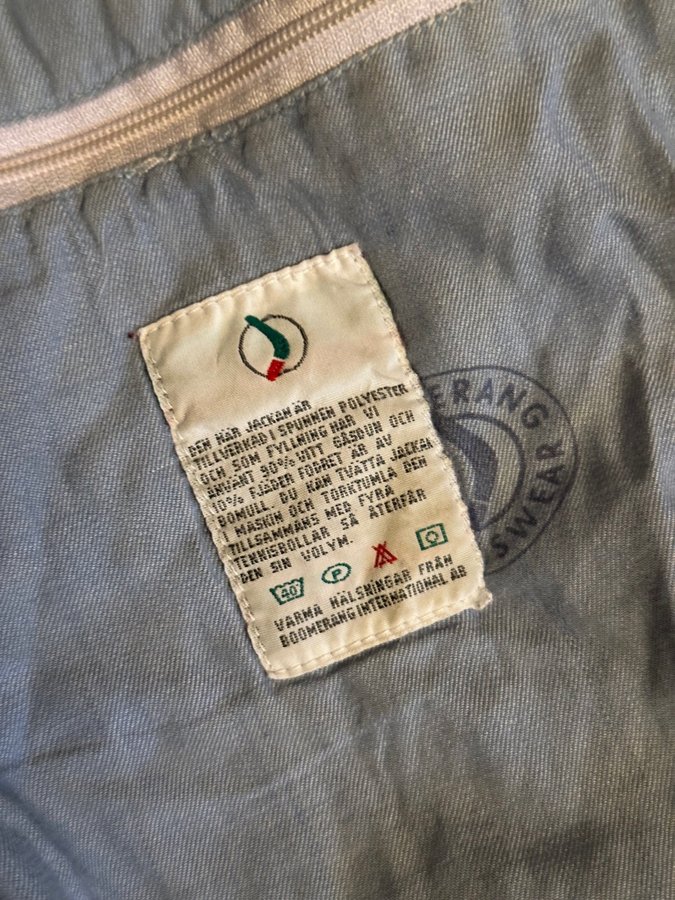 DEN HÄR JACKAN ÄR
TILLVERKAD I SPUNNEN POLYESTER
OCH SOM FYLLNING HAR VI
ANVÄNT 90% VITT GÅSDUN OCH
10% FJÄDER FODRET ÄR AV
BOMULL. DU KAN TVÄTTA JACKAN
I MASKIN OCH TORKTUMLA DEN
TILLSAMMANS MED FYRA
TENNISBOLLAR SÅ ÅTERFÅR
DEN SIN VOLYM.
40° P
VARMA HÄLSNINGAR FRÅN
BOOMERANG INTERNATIONAL AB
ERANG
SWEAR